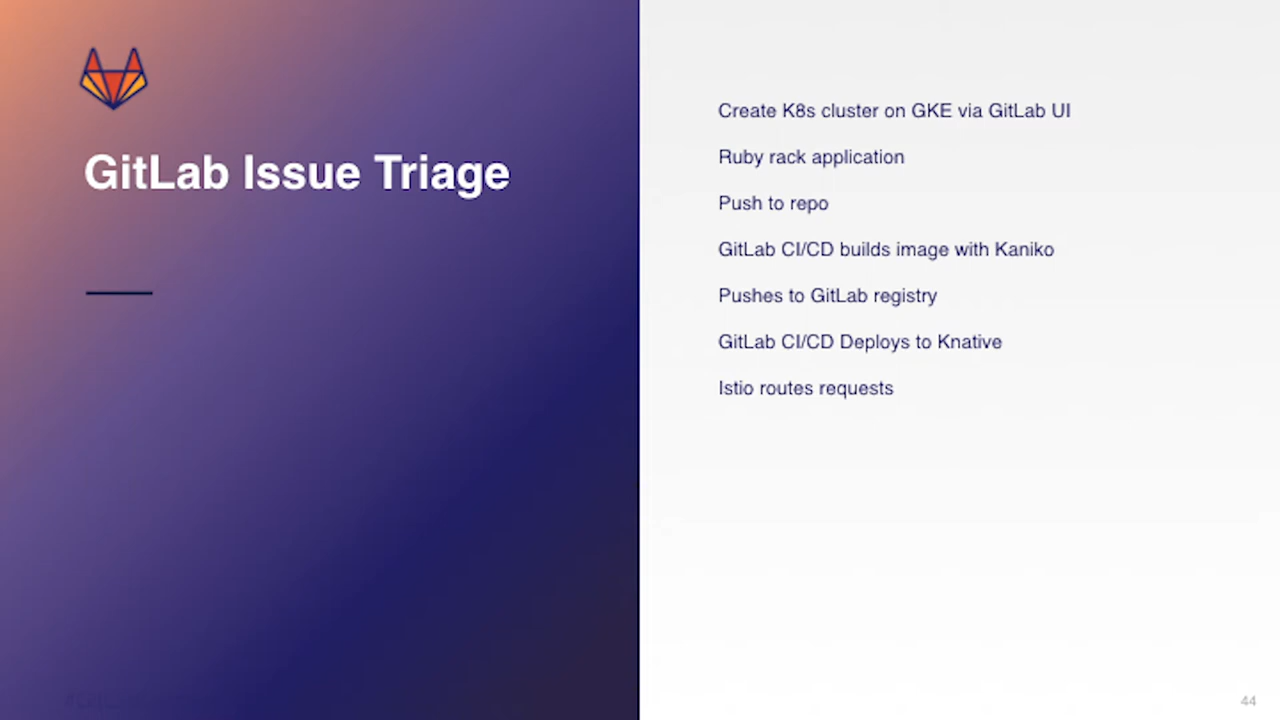 GitLab Issue Triage
Create K8s cluster on GKE via GitLab UI
Ruby rack application
Push to repo
GitLab CI/CD builds image with Kaniko
Pushes to GitLab registry
GitLab CI/CD Deploys to Knative
Istio routes requests
44